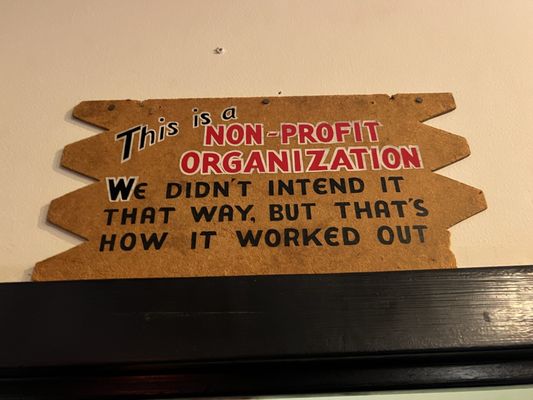 This is a
NON-PROFIT
ORGANIZATION
WE DIDN'T INTEND IT
THAT WAY, BUT THAT'S
HOW IT WORKED OUT